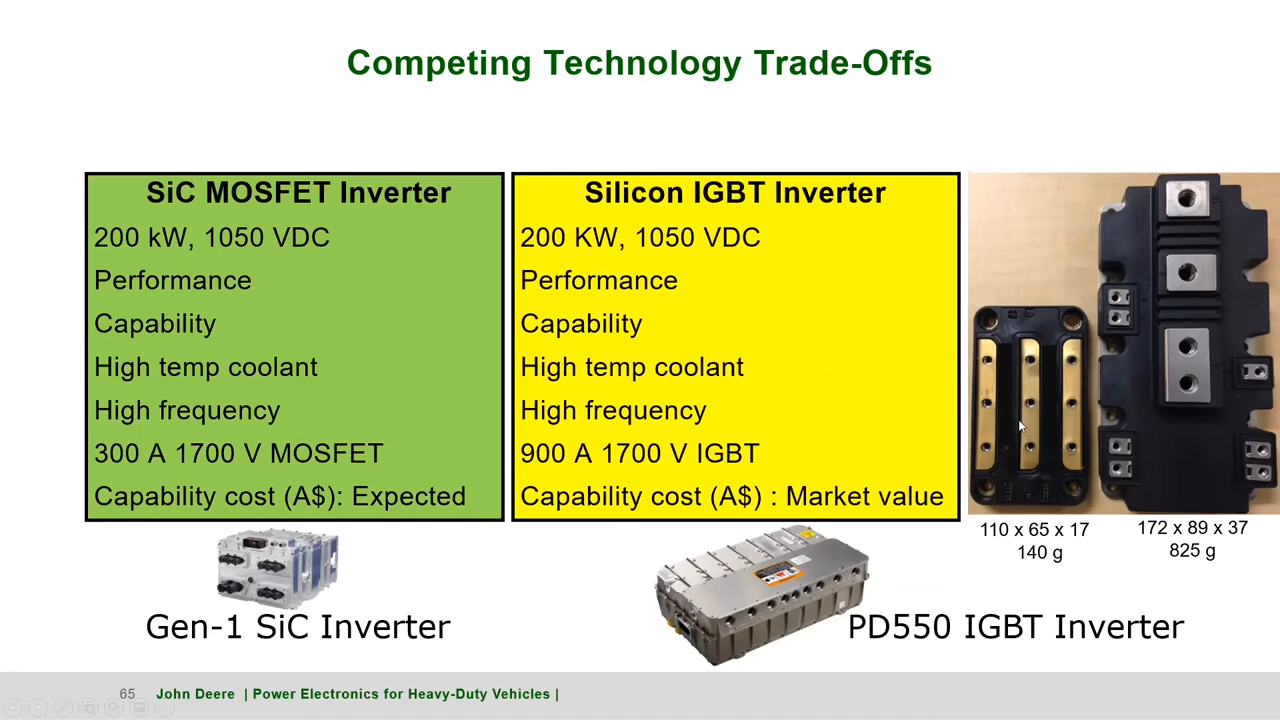 Competing Technology Trade-Offs
SiC MOSFET Inverter
200 kW, 1050 VDC
Performance
Capability
High temp coolant
High frequency
300 A 1700 V MOSFET
Capability cost (A$): Expected
Silicon IGBT Inverter
200 KW, 1050 VDC
Performance
Capability
High temp coolant
High frequency
900 A 1700 V IGBT
Capability cost (A$) : Market value
110 x 65 x 17
140 g
172 x 89 x 37
825 g
Gen-1 SiC Inverter
PD550 IGBT Inverter
65 John Deere | Power Electronics for Heavy-Duty Vehicles |